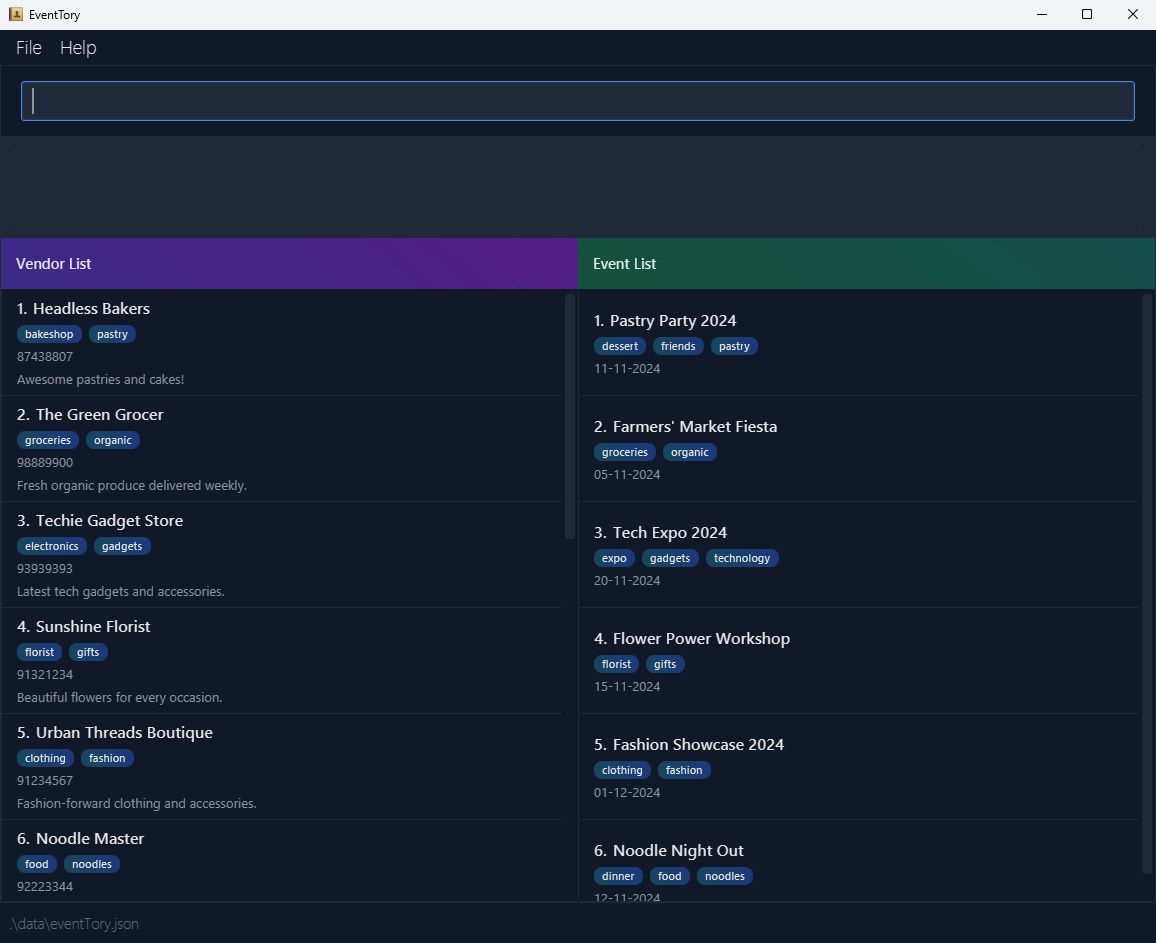 EventTory
File Help
Vendor List
1. Headless Bakers
bakeshop pastry
87438807
Awesome pastries and cakes!
2. The Green Grocer
groceries organic
98889900
Fresh organic produce delivered weekly.
3. Techie Gadget Store
electronics gadgets
93939393
Latest tech gadgets and accessories.
4. Sunshine Florist
florist gifts
91321234
Beautiful flowers for every occasion.
5. Urban Threads Boutique
clothing fashion
91234567
Fashion-forward clothing and accessories.
6. Noodle Master
food noodles
92223344
Event List
1. Pastry Party 2024
dessert friends pastry
11-11-2024
2. Farmers' Market Fiesta
groceries organic
05-11-2024
3. Tech Expo 2024
expo gadgets technology
20-11-2024
4. Flower Power Workshop
florist gifts
15-11-2024
5. Fashion Showcase 2024
clothing fashion
01-12-2024
6. Noodle Night Out
dinner food noodles
12-11-2024
.\data\eventTory.json